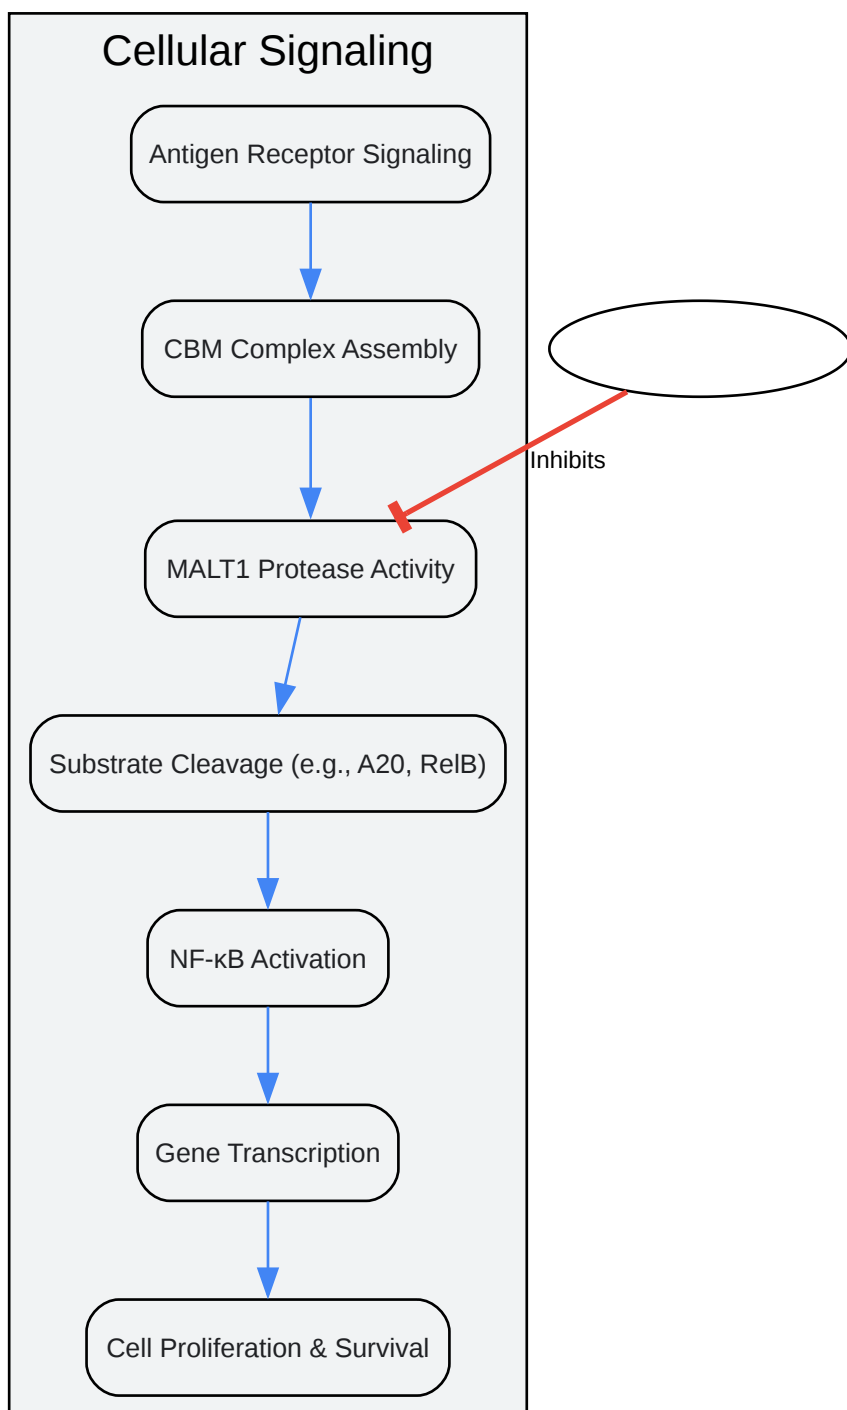 Cellular Signaling
Antigen Receptor Signaling
CBM Complex Assembly
Inhibits
MALT1 Protease Activity
Substrate Cleavage (e.g., A20, RelB)
NF-κB Activation
Gene Transcription
Cell Proliferation & Survival